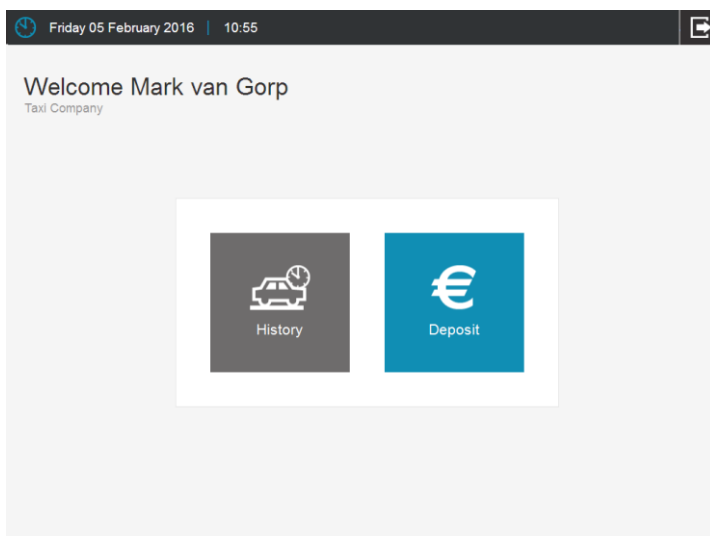 Friday 05 February 2016 | 10:55
Welcome Mark van Gorp
Taxi Company
€
History
Deposit